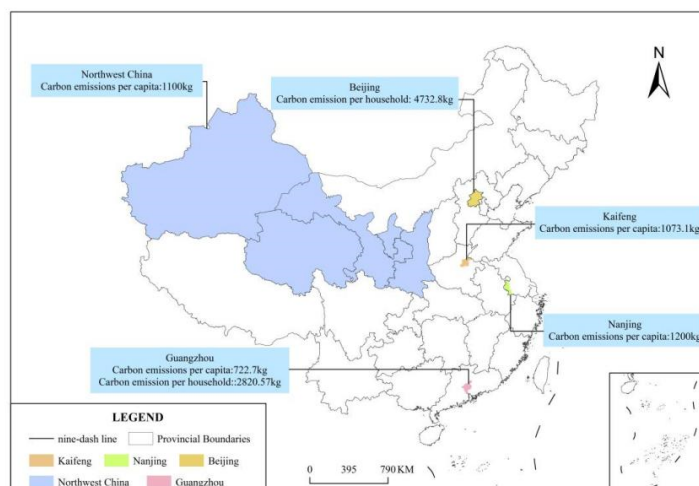 Northwest China
Carbon emissions per capita:1100kg
Beijing
Carbon emission per household: 4732.8kg
N
Kaifeng
Carbon emissions per capita:1073.1kg
Nanjing
Carbon emissions per capita:1200kg
Guangzhou
Carbon emissions per capita:722.7kg
Carbon emission per household::2820.57kg
LEGEND
nine-dash line Provincial Boundaries
Kaifeng Nanjing Beijing
Northwest China Guangzhou
0 395 790 KM